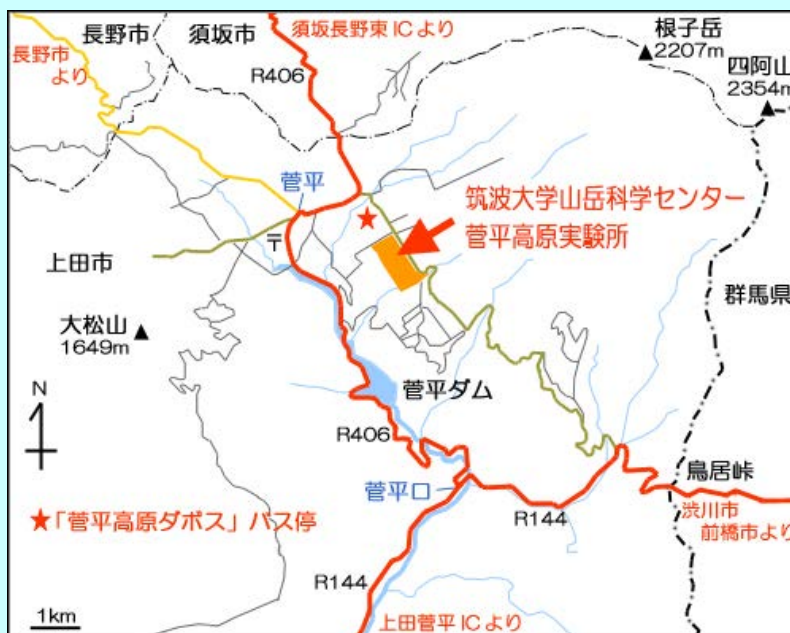 長野市
須坂市
須坂長野東ICより
長野市
より
R406
根子岳
▲2207m
四阿山
2354m
▲
菅平
筑波大学山岳科学センター
菅平高原実験所
★
〒
上田市
群馬県
大松山
1649m ▲
N
菅平ダム
R406
鳥居峠
菅平口
★「菅平高原ダボス」バス停
R144
渋川市
前橋市より
R144
1km
上田菅平ICより